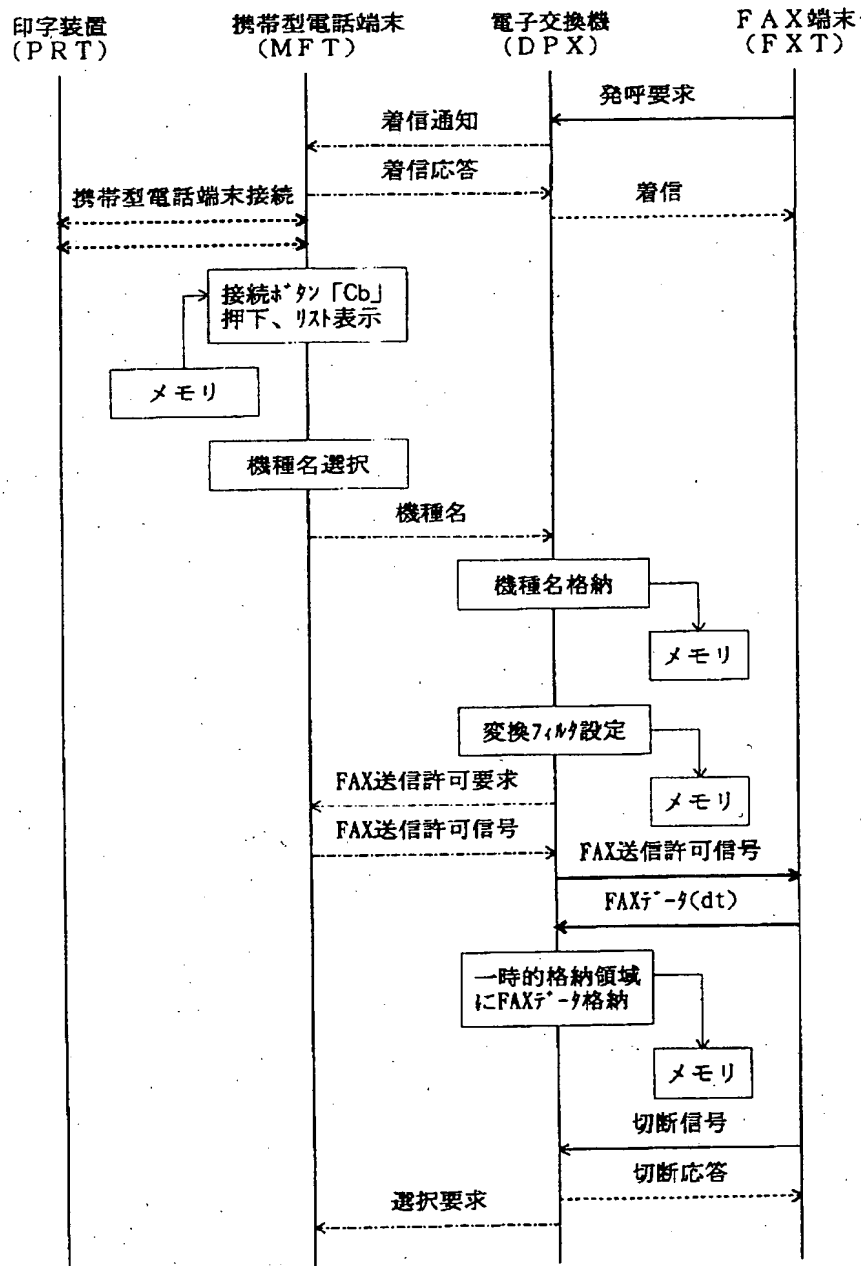 印字装置
(PRT)
携帯型電話端末
(MFT)
電子交換機
(DPX)
FAX端末
(FXT)
発呼要求
着信通知
着信応答
携帯型電話端末接続
着信
接続ボタン「Cb」
押下、リスト表示
メモリ
機種名選択
機種名
機種名格納
メモリ
変換フィルタ設定
メモリ
FAX送信許可要求
FAX送信許可信号
FAX送信許可信号
FAXデータ(dt)
一時的格納領域
にFAXデータ格納
メモリ
切断信号
切断応答
選択要求